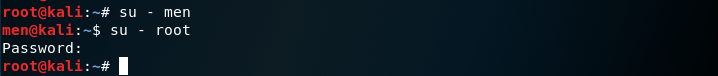 root@kali:~# su - men
men@kali:~$ su - root
Password:
root@kali:~#